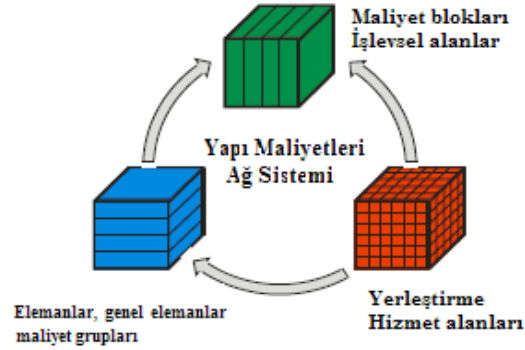 Maliyet blokları
İşlevsel alanlar
Yapı Maliyetleri
Ağ Sistemi
Elemanlar, genel elemanlar
maliyet grupları
Yerleştirme
Hizmet alanları